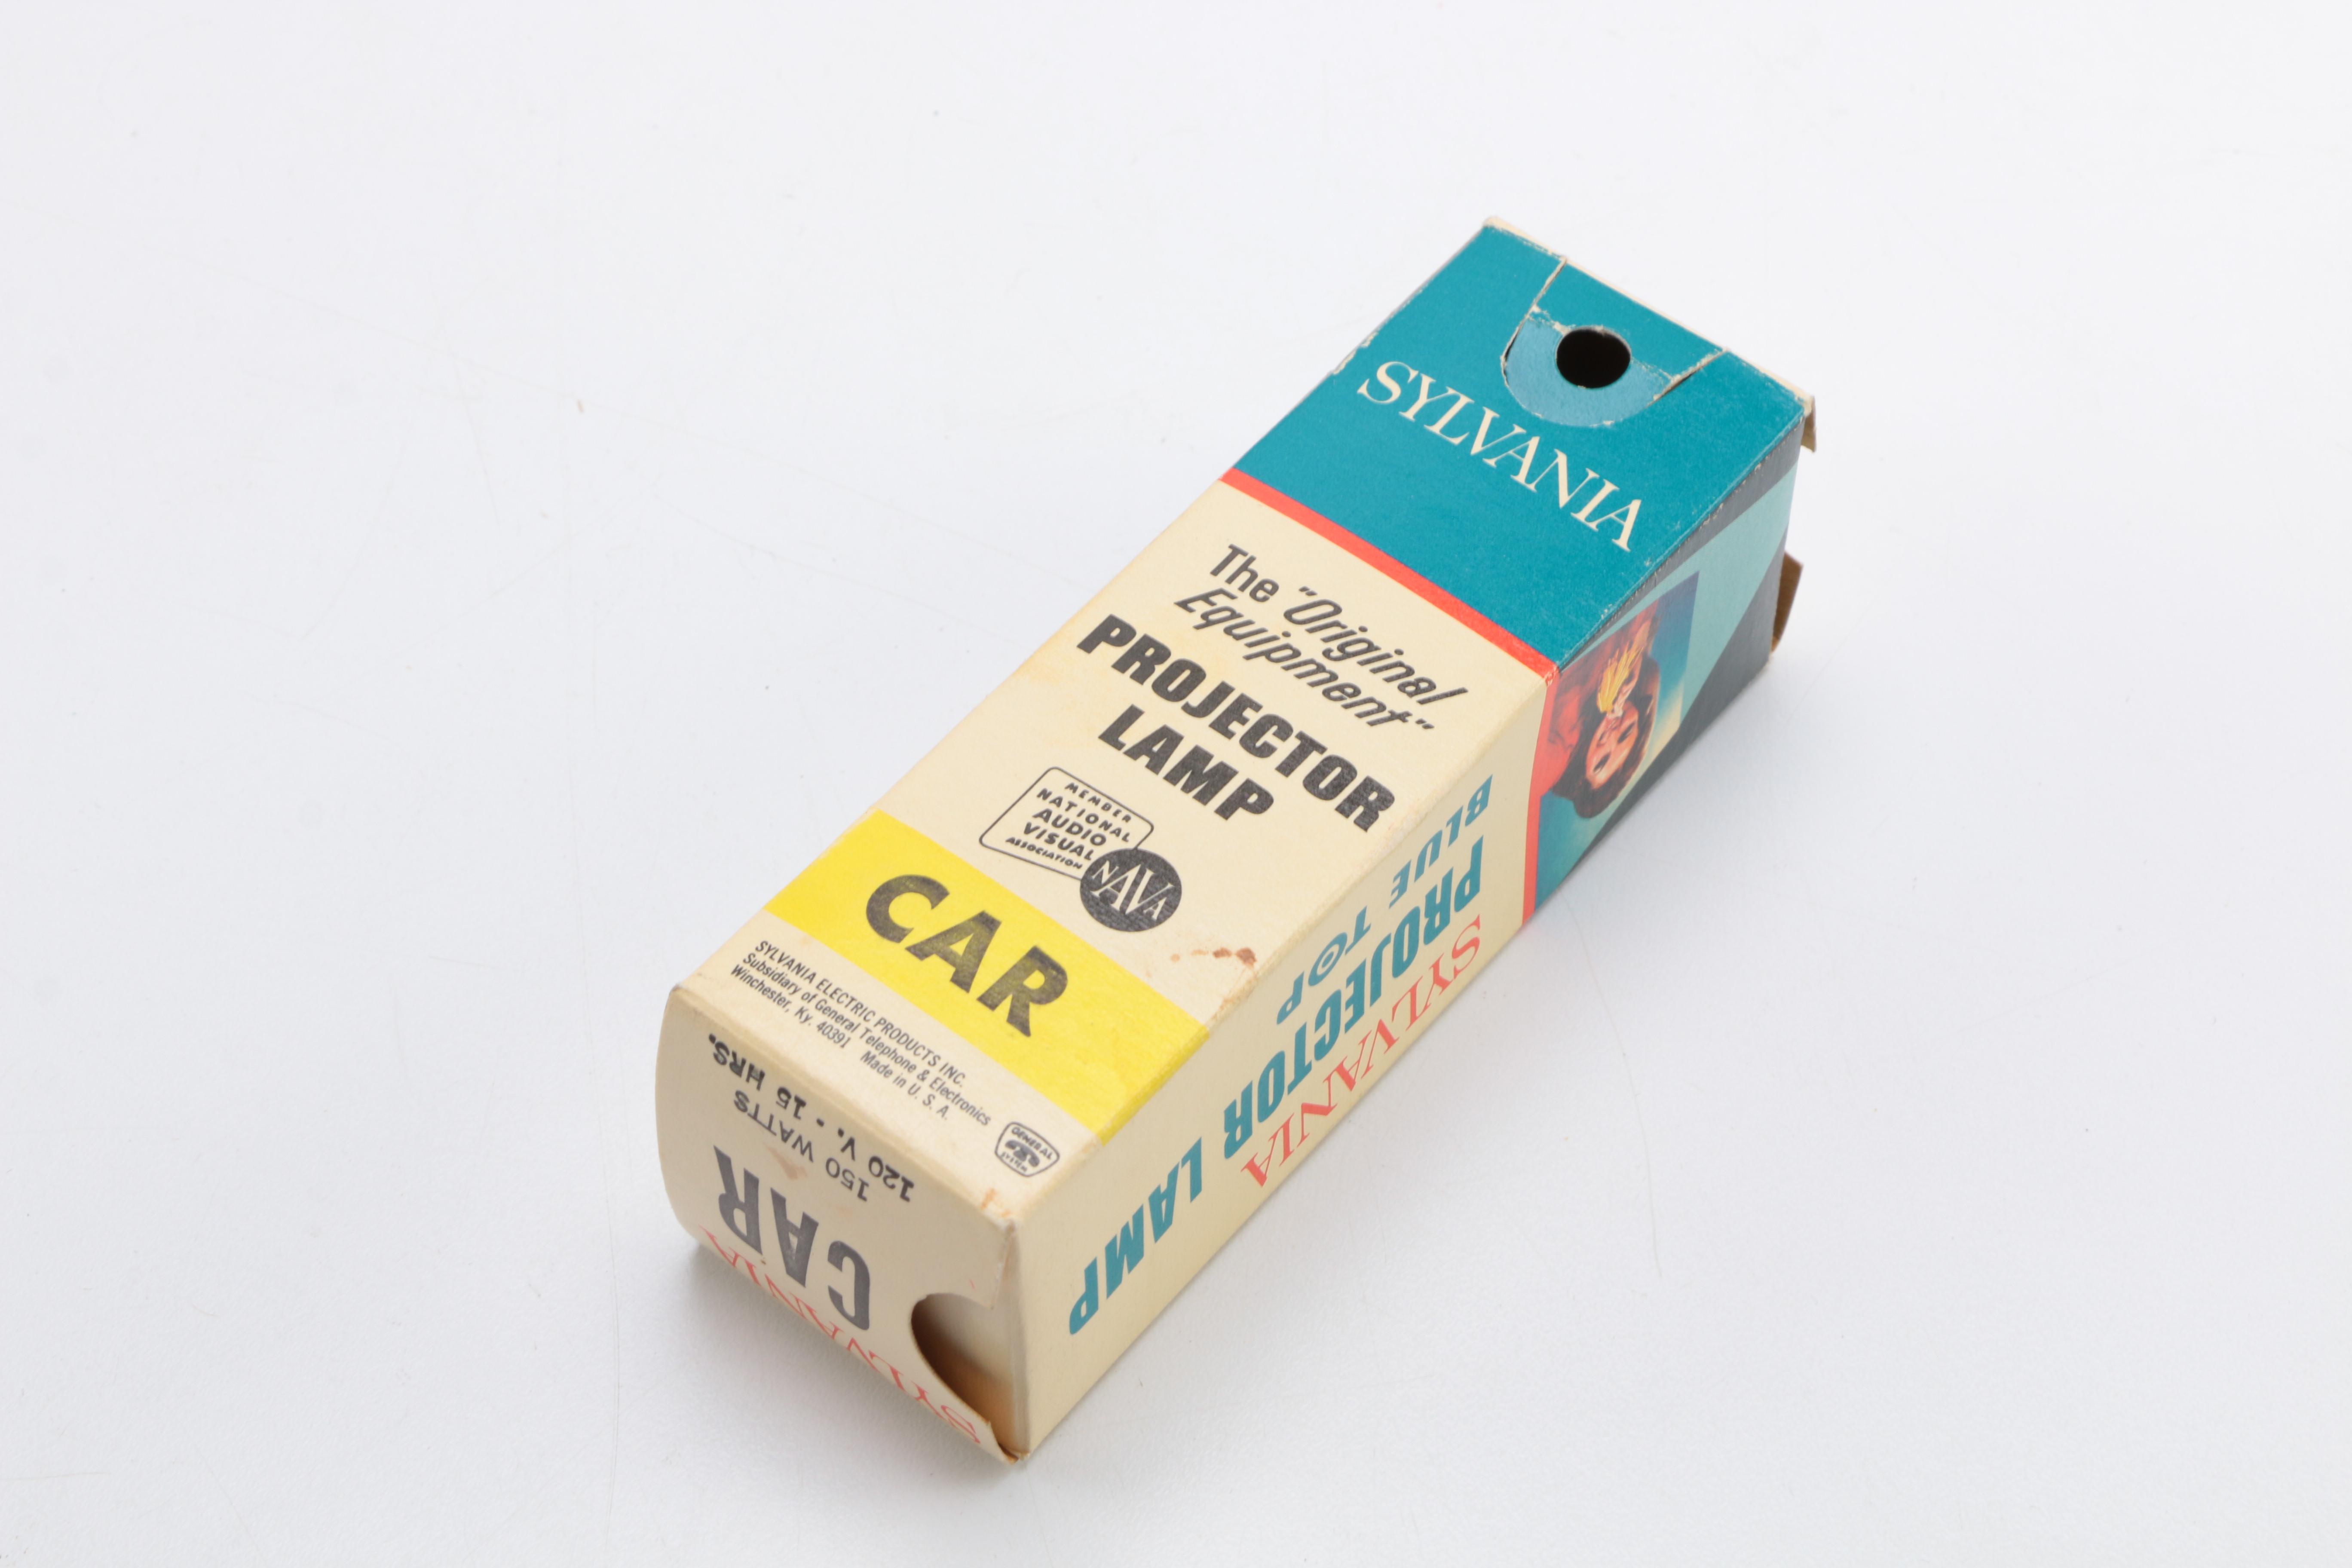 SYLVANIA
The "Original
Equipment"
PROJECTOR
LAMP
MEMBER
NATIONAL
AUDIO
VISUAL
ASSOCIATION
NAVA
CAR
SYLVANIA ELECTRIC PRODUCTS INC.
Subsidiary of General Telephone & Electronics
Winchester, Ky. 40391 Made in U. S. A.
GENERAL
SYLVANIA
PROJECTOR LAMP
BLUE TOP
SYLVANIA
CAR
150 WATTS
120 V. - 15 HRS.